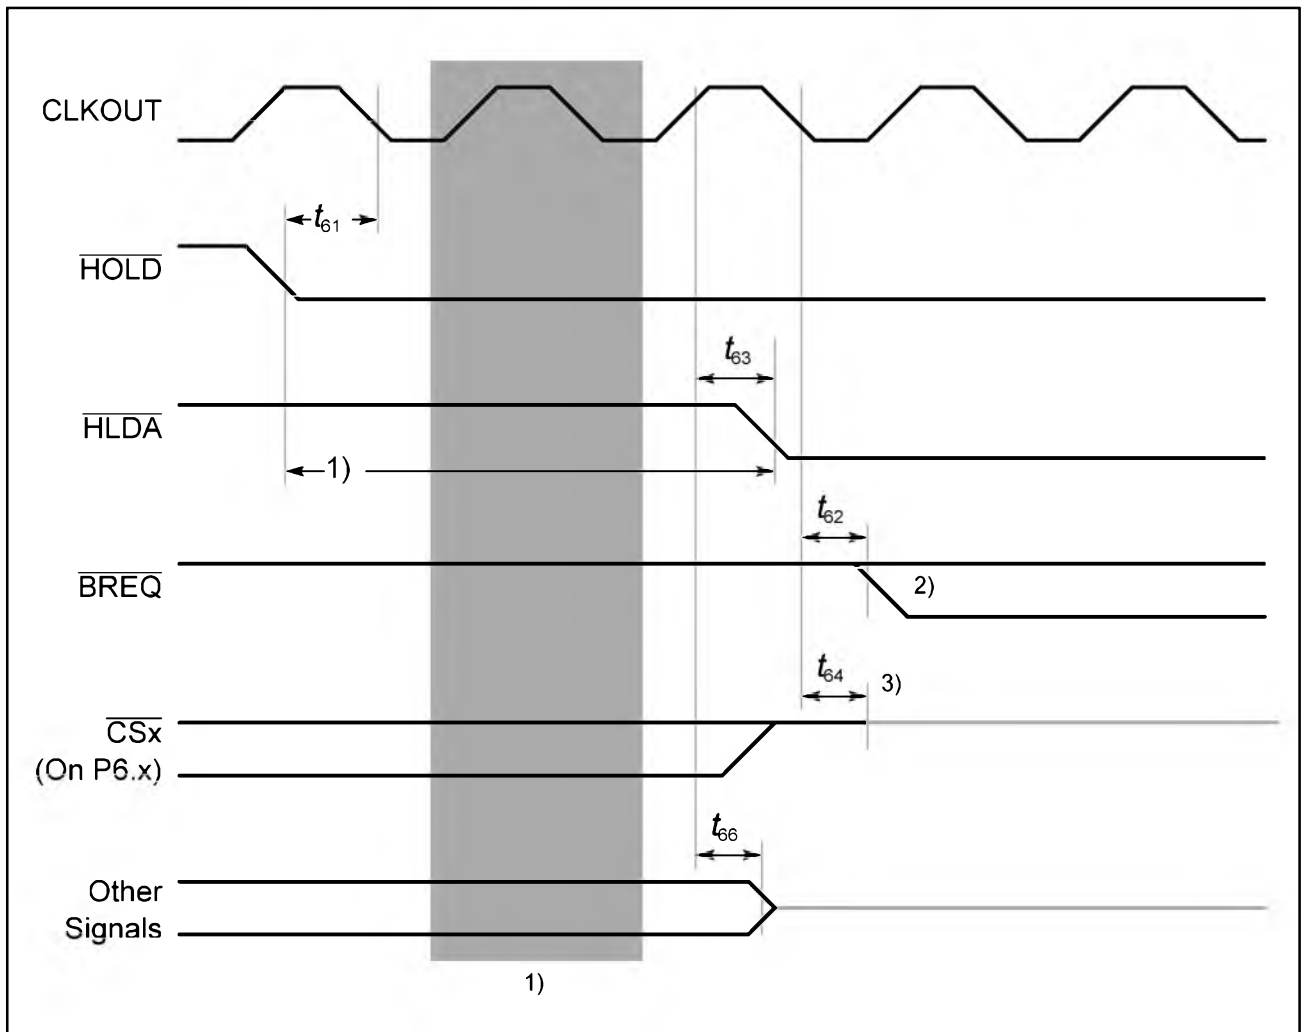 CLKOUT
t61
HOLD
t63
HLDA
1)
t62
BREQ
2)
t64
3)
CSx
(On P6.x)
t66
Other
Signals
1)